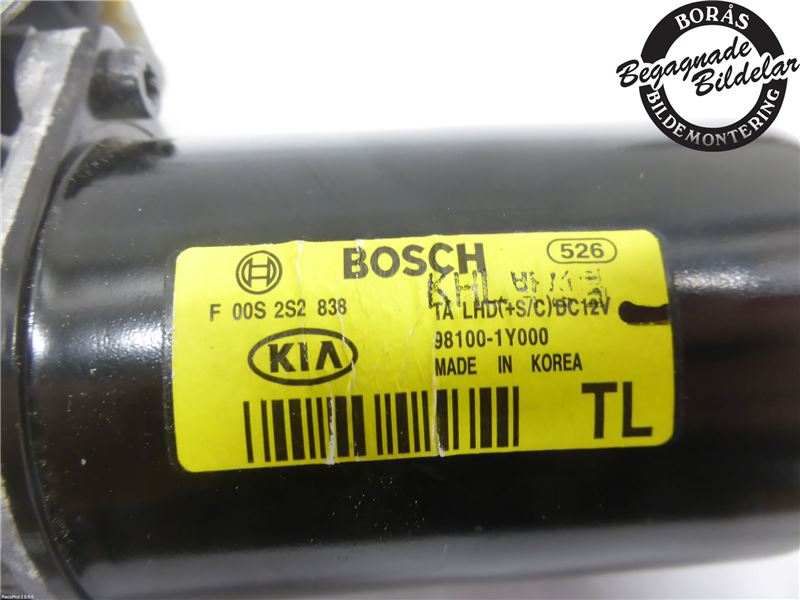 BORÅS
Begagnade
Bildelar
BILDEMONTERING
BOSCH
526
KHL
F 00S 2S2 838
TA LHD(+S/C)DC12V
KIA
98100-1Y000
MADE IN KOREA
TL